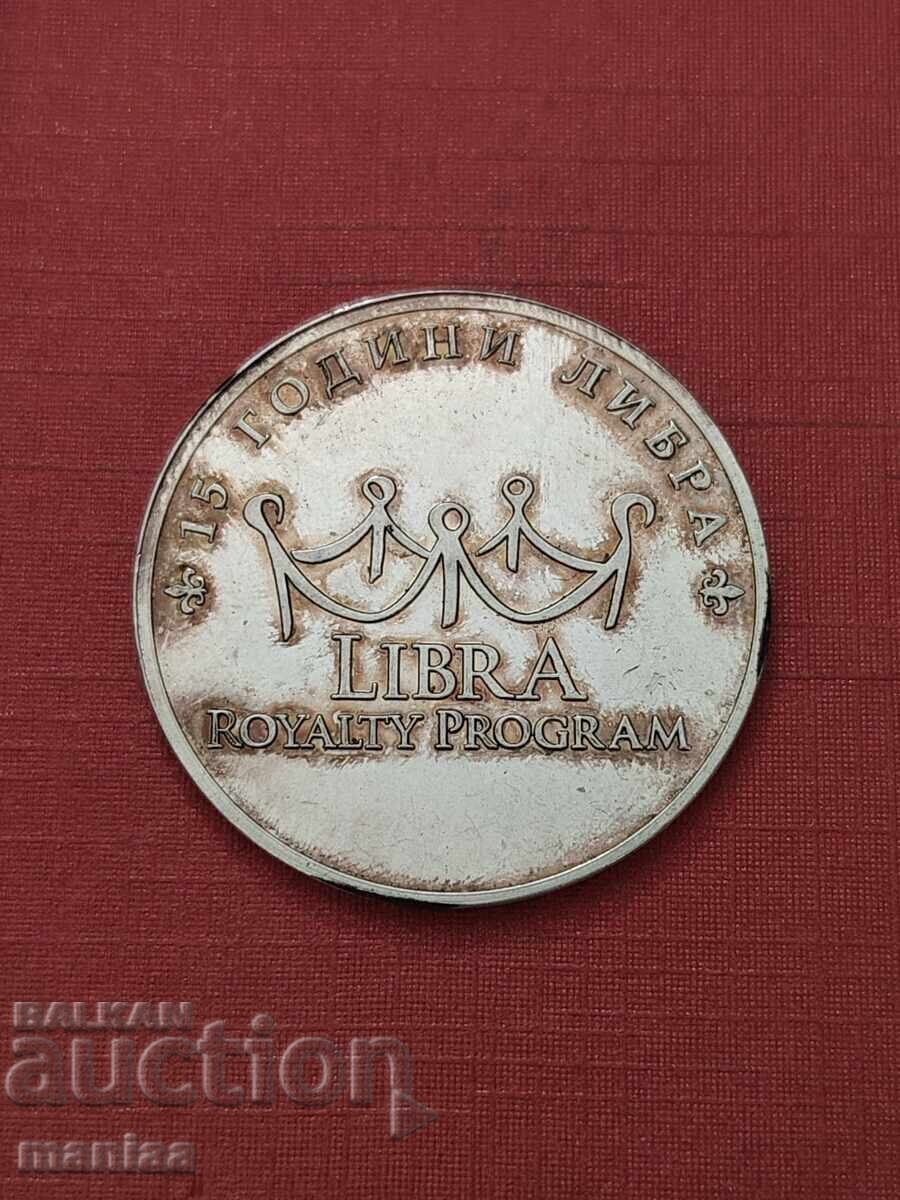 15 ГОДИНИ ЛИБРА
LIBRA
ROYALTY PROGRAM
BALKAN
auction
maniaa